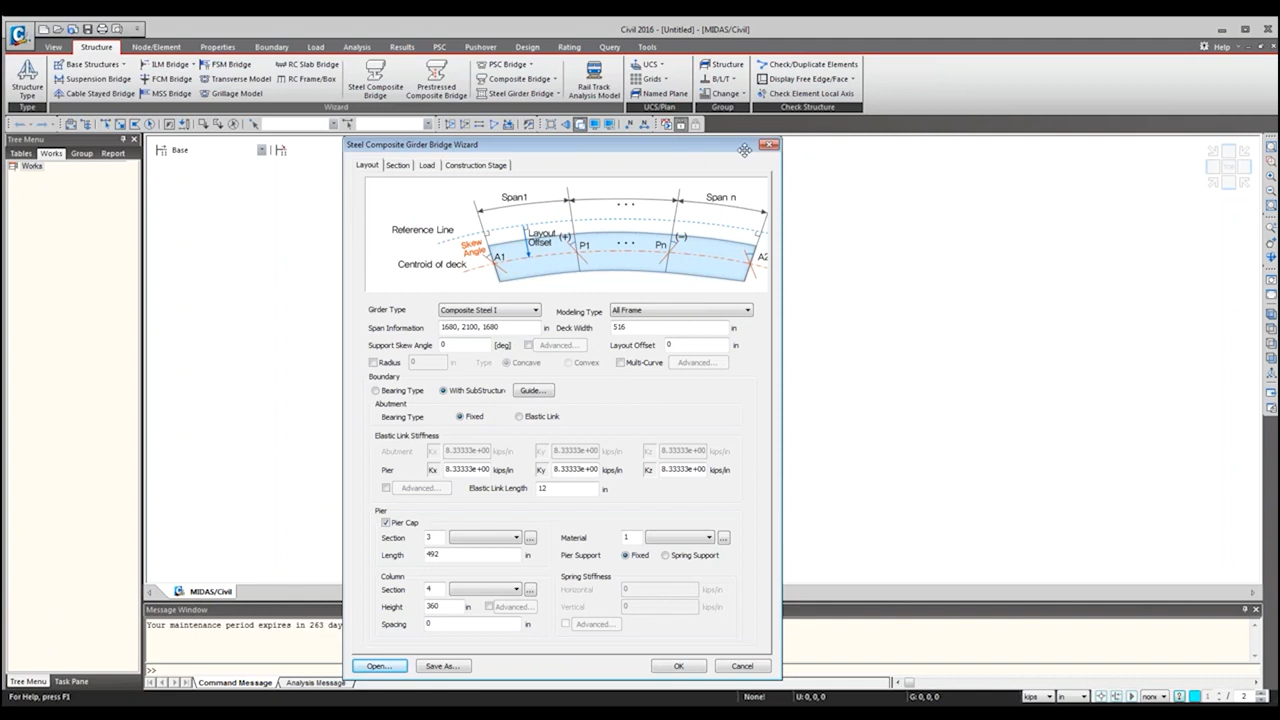 Civil 2016 - [Untitled] - [MIDAS/Civil]
View Structure Node/Element Properties Boundary Load Analysis Results PSC Pushover Design Rating Query Tools Help
Structure Type
Type
Base Structures
Suspension Bridge
Cable Stayed Bridge
ILM Bridge
FCM Bridge
MSS Bridge
FSM Bridge
Transverse Model
Grillage Model
RC Slab Bridge
RC Frame/Box
Steel Composite Bridge
Prestressed Composite Bridge
PSC Bridge
Composite Bridge
Steel Girder Bridge
Rail Track Analysis Model
Wizard
UCS
Grids
Named Plane
UCS/Plan
Structure
B/L/T
Change
Group
Check/Duplicate Elements
Display Free Edge/Face
Check Element Local Axis
Check Structure
Tree Menu
Tables Works Group Report
Works
Base
Steel Composite Girder Bridge Wizard
Layout Section Load Construction Stage
Span1 • • • Span n
Reference Line
Layout Offset
(+) (-)
Skew Angle
A1 P1 • • • Pn A2
Centroid of deck
Girder Type Composite Steel I Modeling Type All Frame
Span Information 1680, 2100, 1680 in Deck Width 516 in
Support Skew Angle 0 [deg] Advanced... Layout Offset 0 in
Radius 0 in Type Concave Convex Multi-Curve Advanced...
Boundary
Bearing Type With SubStructur Guide...
Abutment
Bearing Type Fixed Elastic Link
Elastic Link Stiffness
Abutment Kx 8.33333e+00 kips/in Ky 8.33333e+00 kips/in Kz 8.33333e+00 kips/in
Pier Kx 8.33333e+00 kips/in Ky 8.33333e+00 kips/in Kz 8.33333e+00 kips/in
Advanced... Elastic Link Length 12 in
Pier
Pier Cap
Section 3 ... Material 1 ...
Length 492 in Pier Support Fixed Spring Support
Column Spring Stiffness
Section 4 ... Horizontal 0 kips/in
Height 360 in Advanced... Vertical 0 kips/in
Spacing 0 in Advanced...
Open... Save As... OK Cancel
MIDAS/Civil
Message Window
Your maintenance period expires in 263 day
>>
Tree Menu Task Pane
Command Message Analysis Message
For Help, press F1 None! U: 0, 0, 0 G: 0, 0, 0 kips in none 1 / 2